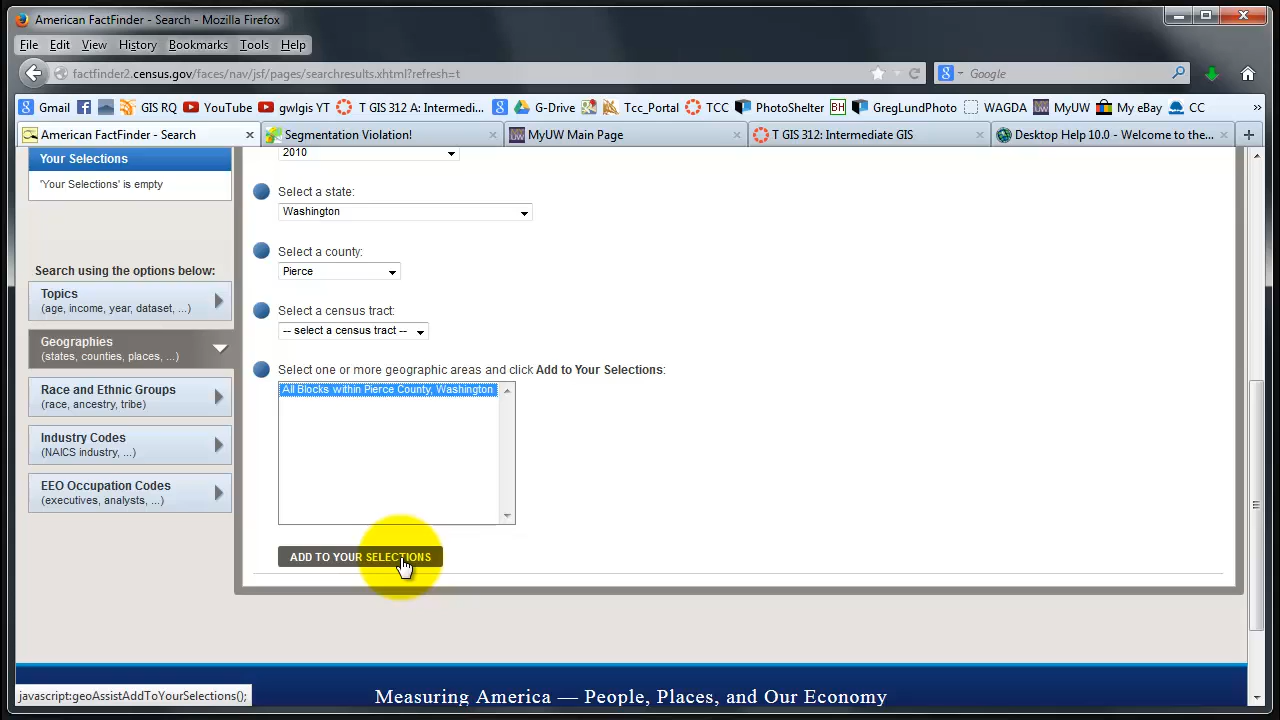 American FactFinder - Search - Mozilla Firefox
File Edit View History Bookmarks Tools Help
factfinder2.census.gov/faces/nav/jsf/pages/searchresults.xhtml?refresh=t
Google
Gmail GIS RQ YouTube gwlgis YT T GIS 312 A: Intermedi... G-Drive Tcc_Portal TCC PhotoShelter BH GregLundPhoto WAGDA MyUW My eBay CC »
American FactFinder - Search × Segmentation Violation! × MyUW Main Page × T GIS 312: Intermediate GIS × Desktop Help 10.0 - Welcome to the... × +
Your Selections
'Your Selections' is empty
Search using the options below:
Topics
(age, income, year, dataset, ...)
Geographies
(states, counties, places, ...)
Race and Ethnic Groups
(race, ancestry, tribe)
Industry Codes
(NAICS industry, ...)
EEO Occupation Codes
(executives, analysts, ...)
2010
Select a state:
Washington
Select a county:
Pierce
Select a census tract:
-- select a census tract --
Select one or more geographic areas and click Add to Your Selections:
All Blocks within Pierce County, Washington
ADD TO YOUR SELECTIONS
Measuring America — People, Places, and Our Economy
javascript:geoAssistAddToYourSelections();